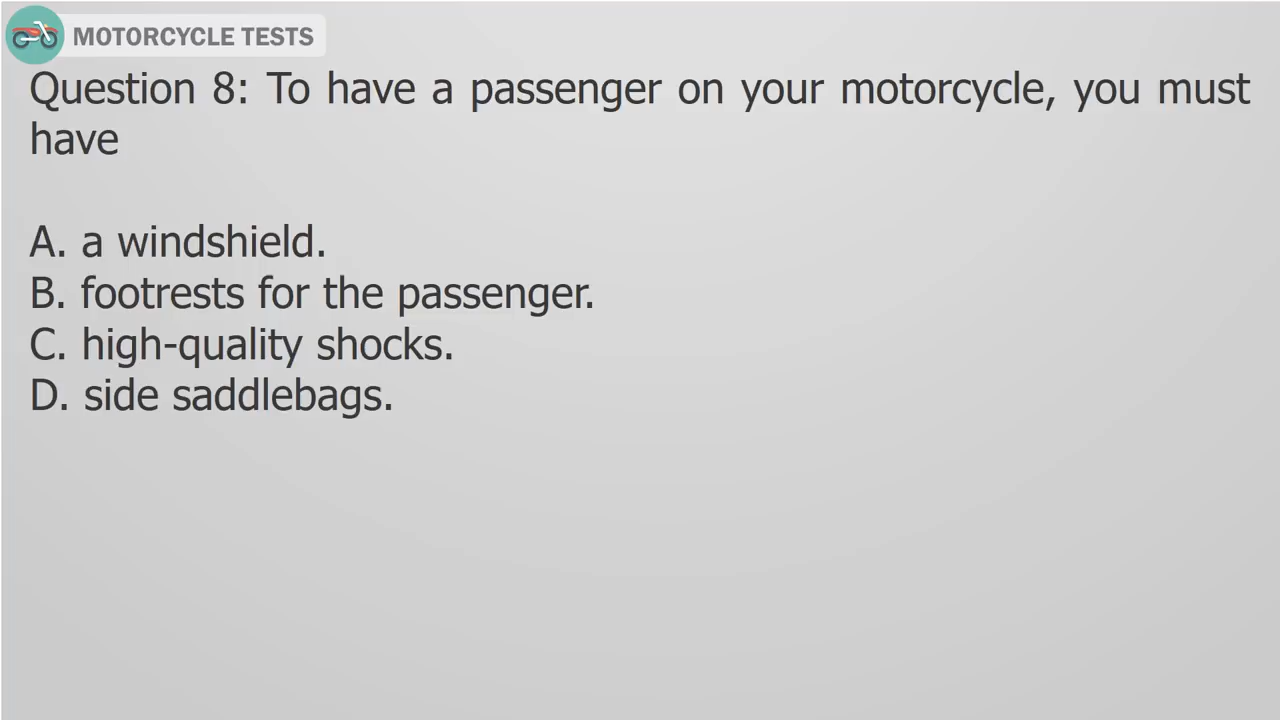 MOTORCYCLE TESTS
Question 8: To have a passenger on your motorcycle, you must
have
A. a windshield.
B. footrests for the passenger.
C. high-quality shocks.
D. side saddlebags.